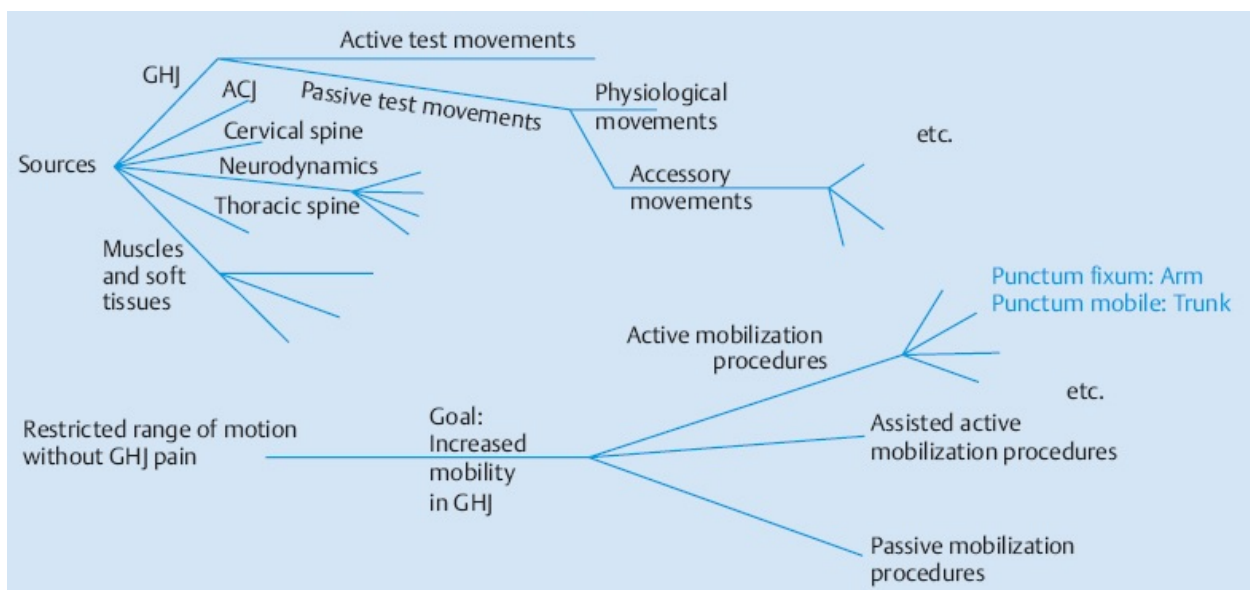 Active test movements
GHJ
ACJ
Passive test movements
Physiological
movements
Cervical spine
etc.
Sources
Neurodynamics
Accessory
movements
Thoracic spine
Muscles
and soft
tissues
Punctum fixum: Arm
Punctum mobile: Trunk
Active mobilization
procedures
etc.
Restricted range of motion
without GHJ pain
Goal:
Increased
mobility
in GHJ
Assisted active
mobilization procedures
Passive mobilization
procedures